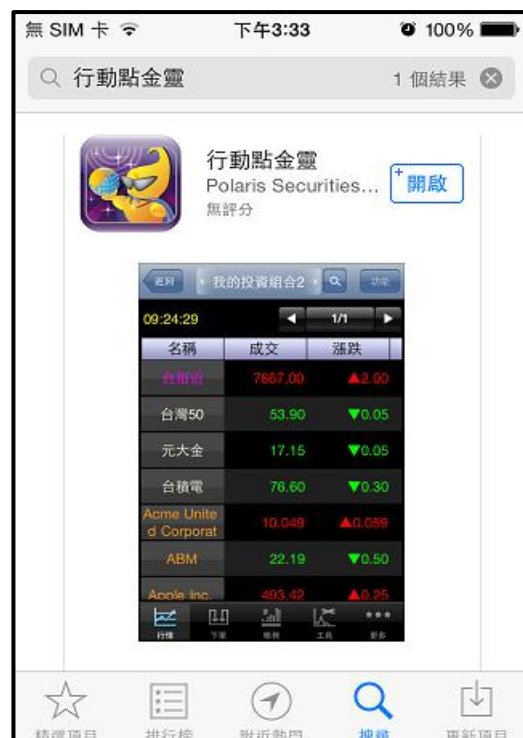 無 SIM 卡 下午3:33 100%
行動點金靈 1 個結果
行動點金靈
Polaris Securities...
開啟
無評分
返回 我的投資組合2 功能
09:24:29 1/1
名稱 成交 漲跌
台指近 7867.00 ▲2.00
台灣50 53.90 ▼0.05
元大金 17.15 ▼0.05
台積電 76.60 ▼0.30
Acme Unite
d Corporat 10.049 ▲0.059
ABM 22.19 ▼0.50
Apple Inc. 493.42 ▲0.25
行情 下單 帳務 工具 更多
精選項目 排行榜 附近熱門 搜尋 更新項目